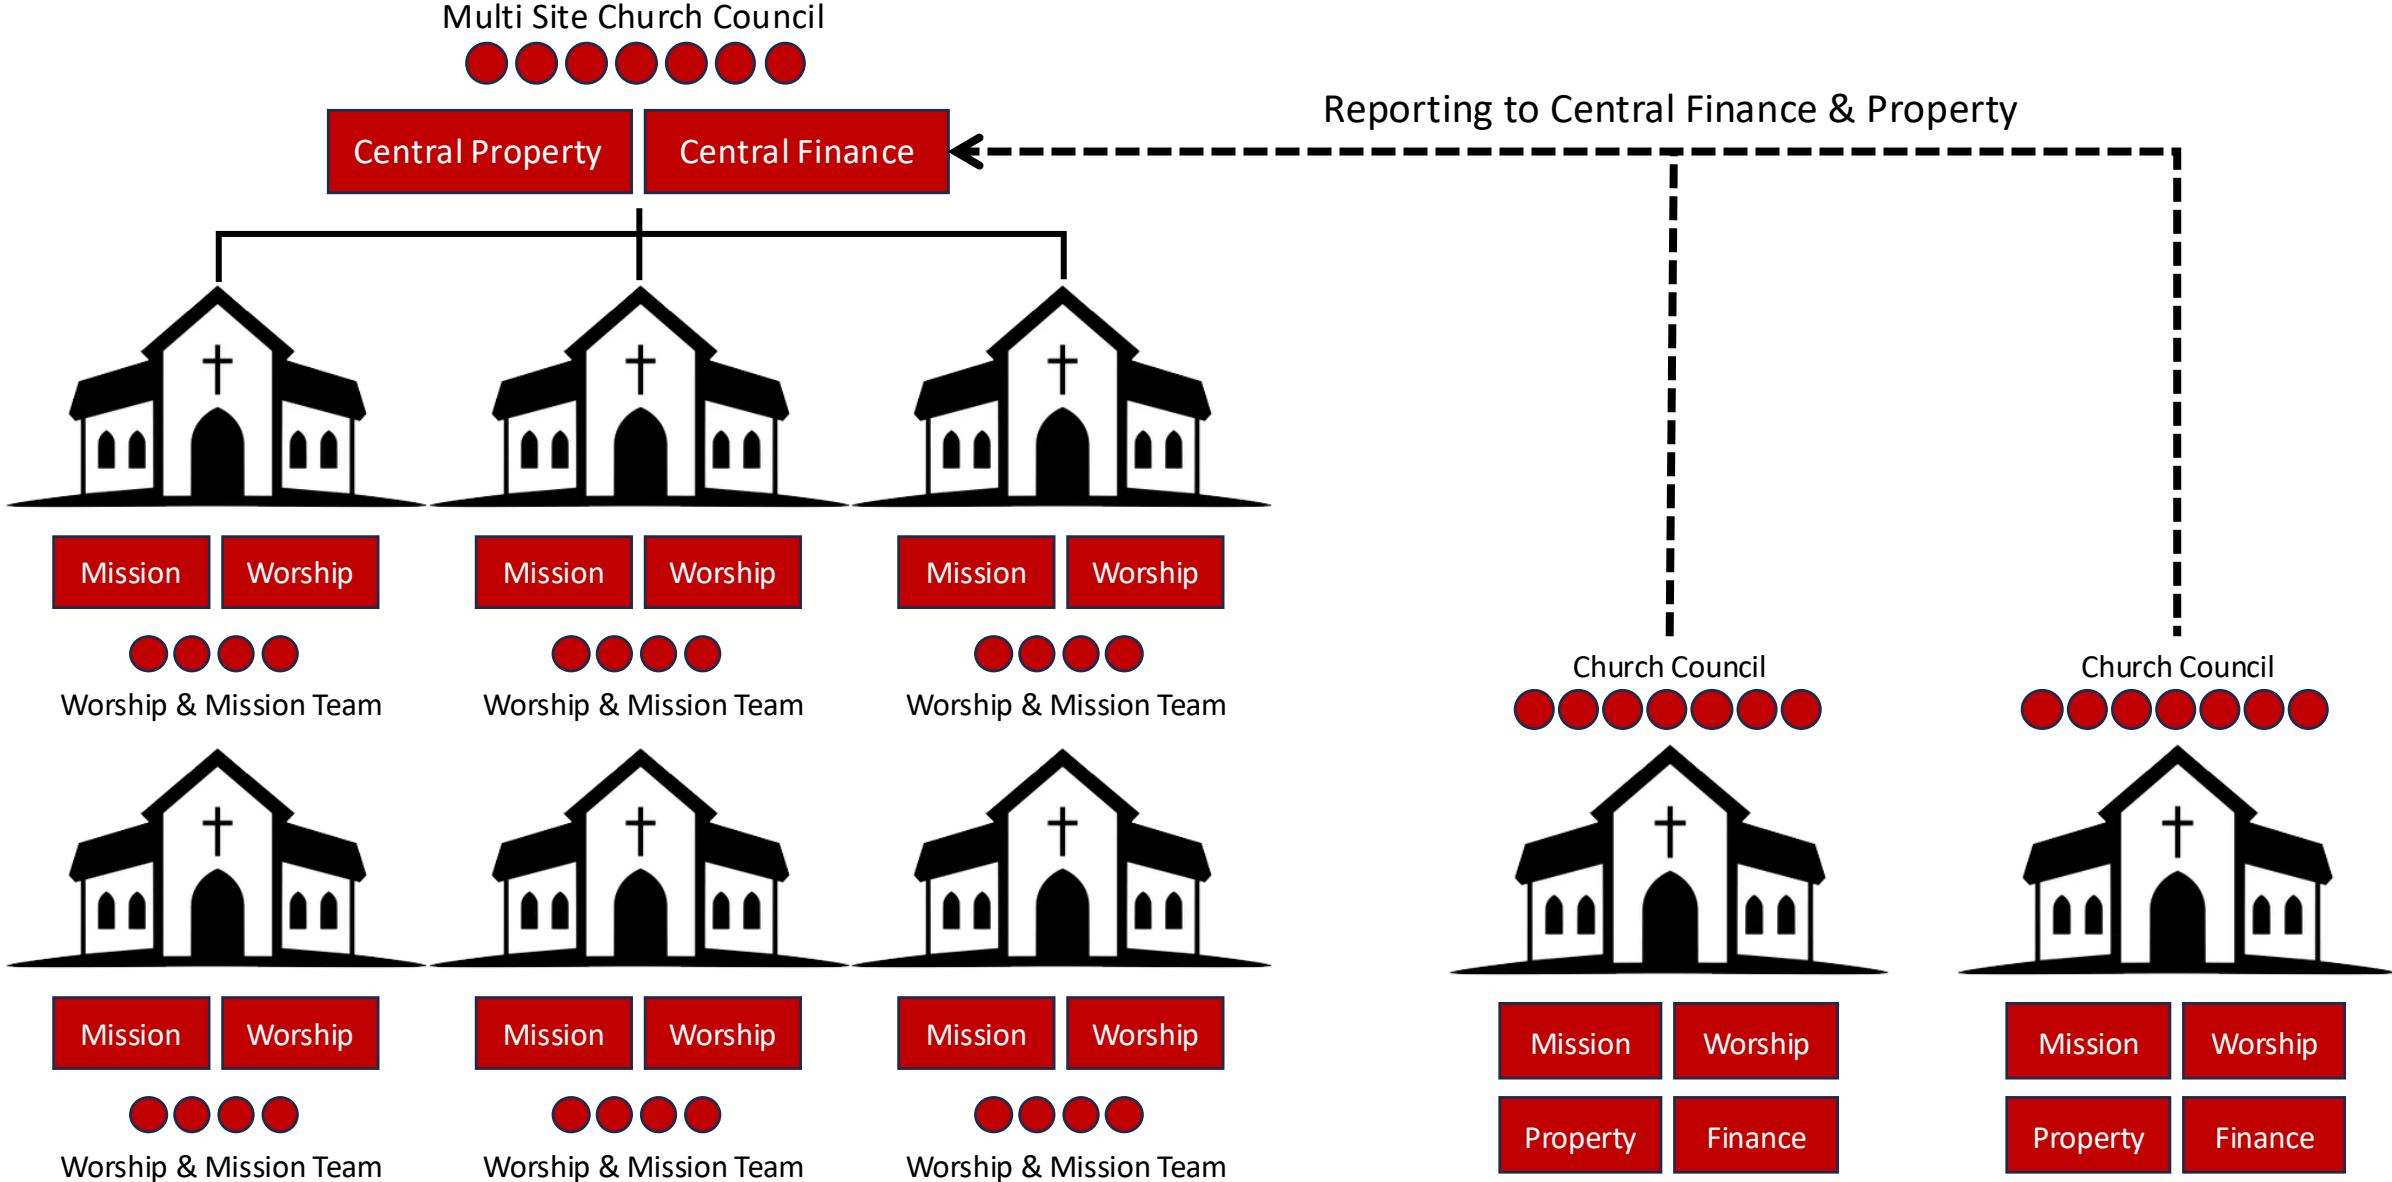 Multi Site Church Council
Central Property Central Finance
Reporting to Central Finance & Property
Mission Worship Mission Worship Mission Worship
Worship & Mission Team Worship & Mission Team Worship & Mission Team
Church Council Church Council
Mission Worship Mission Worship Mission Worship
Worship & Mission Team Worship & Mission Team Worship & Mission Team
Mission Worship Mission Worship
Property Finance Property Finance